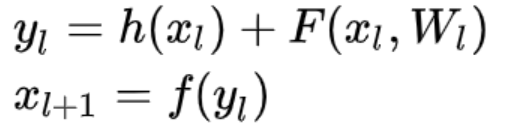 y_l = h(x_l) + F(x_l, W_l)
x_{l+1} = f(y_l)